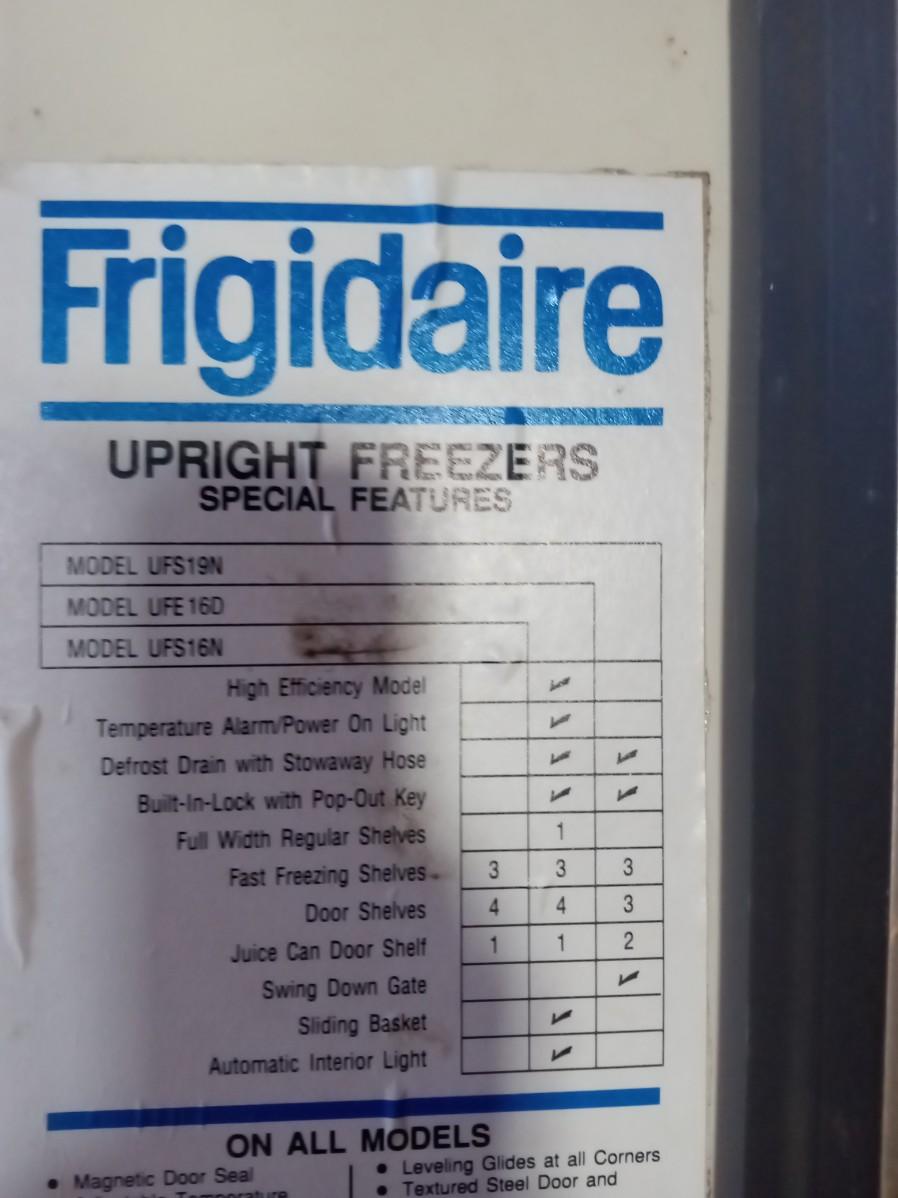 Frigidaire
UPRIGHT FREEZERS
SPECIAL FEATURES
MODEL UFS19N
MODEL UFE16D
MODEL UFS16N
High Efficiency Model ✓
Temperature Alarm/Power On Light ✓
Defrost Drain with Stowaway Hose ✓ ✓
Built-In-Lock with Pop-Out Key ✓ ✓
Full Width Regular Shelves 1
Fast Freezing Shelves 3 3 3
Door Shelves 4 4 3
Juice Can Door Shelf 1 1 2
Swing Down Gate ✓
Sliding Basket ✓
Automatic Interior Light ✓
ON ALL MODELS
• Magnetic Door Seal
Temperature
• Leveling Glides at all Corners
• Textured Steel Door and